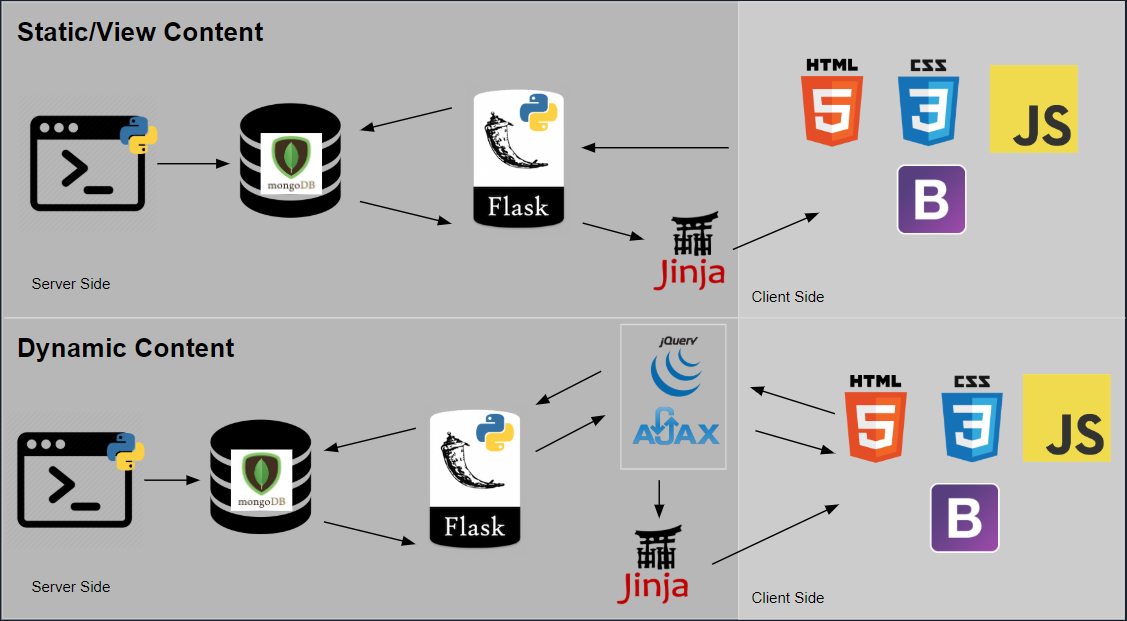 Static/View Content
HTML
5
CSS
3
JS
mongoDB
Flask
B
Jinja
Server Side
Client Side
Dynamic Content
jQuery
AJAX
HTML
5
CSS
3
JS
mongoDB
Flask
B
Jinja
Server Side
Client Side